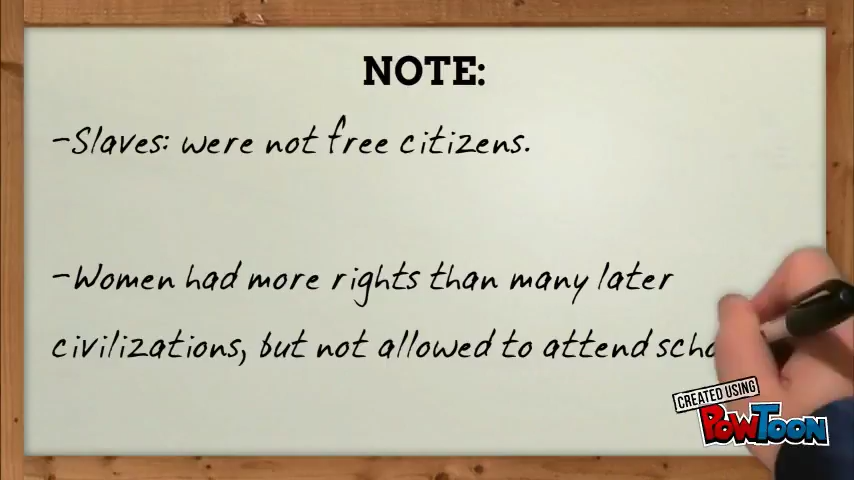 NOTE:
-Slaves: were not free citizens.
-Women had more rights than many later
civilizations, but not allowed to attend scho
CREATED USING
POWTOON